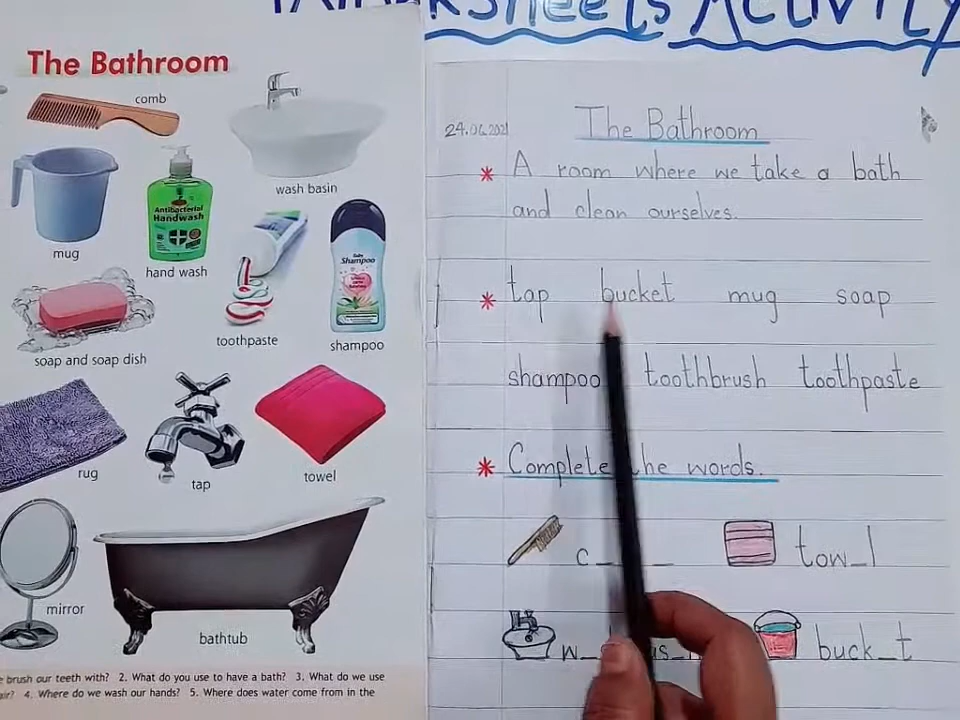 WORKSHEETS ACTIVITY
The Bathroom
comb
wash basin
mug
Antibacterial
Handwash
hand wash
Baby
Shampoo
soap and soap dish
toothpaste
shampoo
rug
tap
towel
mirror
bathtub
brush our teeth with? 2. What do you use to have a bath? 3. What do we use
4. Where do we wash our hands? 5. Where does water come from in the
24.06.2021
The Bathroom
* A room where we take a bath
and clean ourselves.
* tap bucket mug soap
shampoo toothbrush toothpaste
* Complete the words.
c _ _ _ tow_l
buck_t